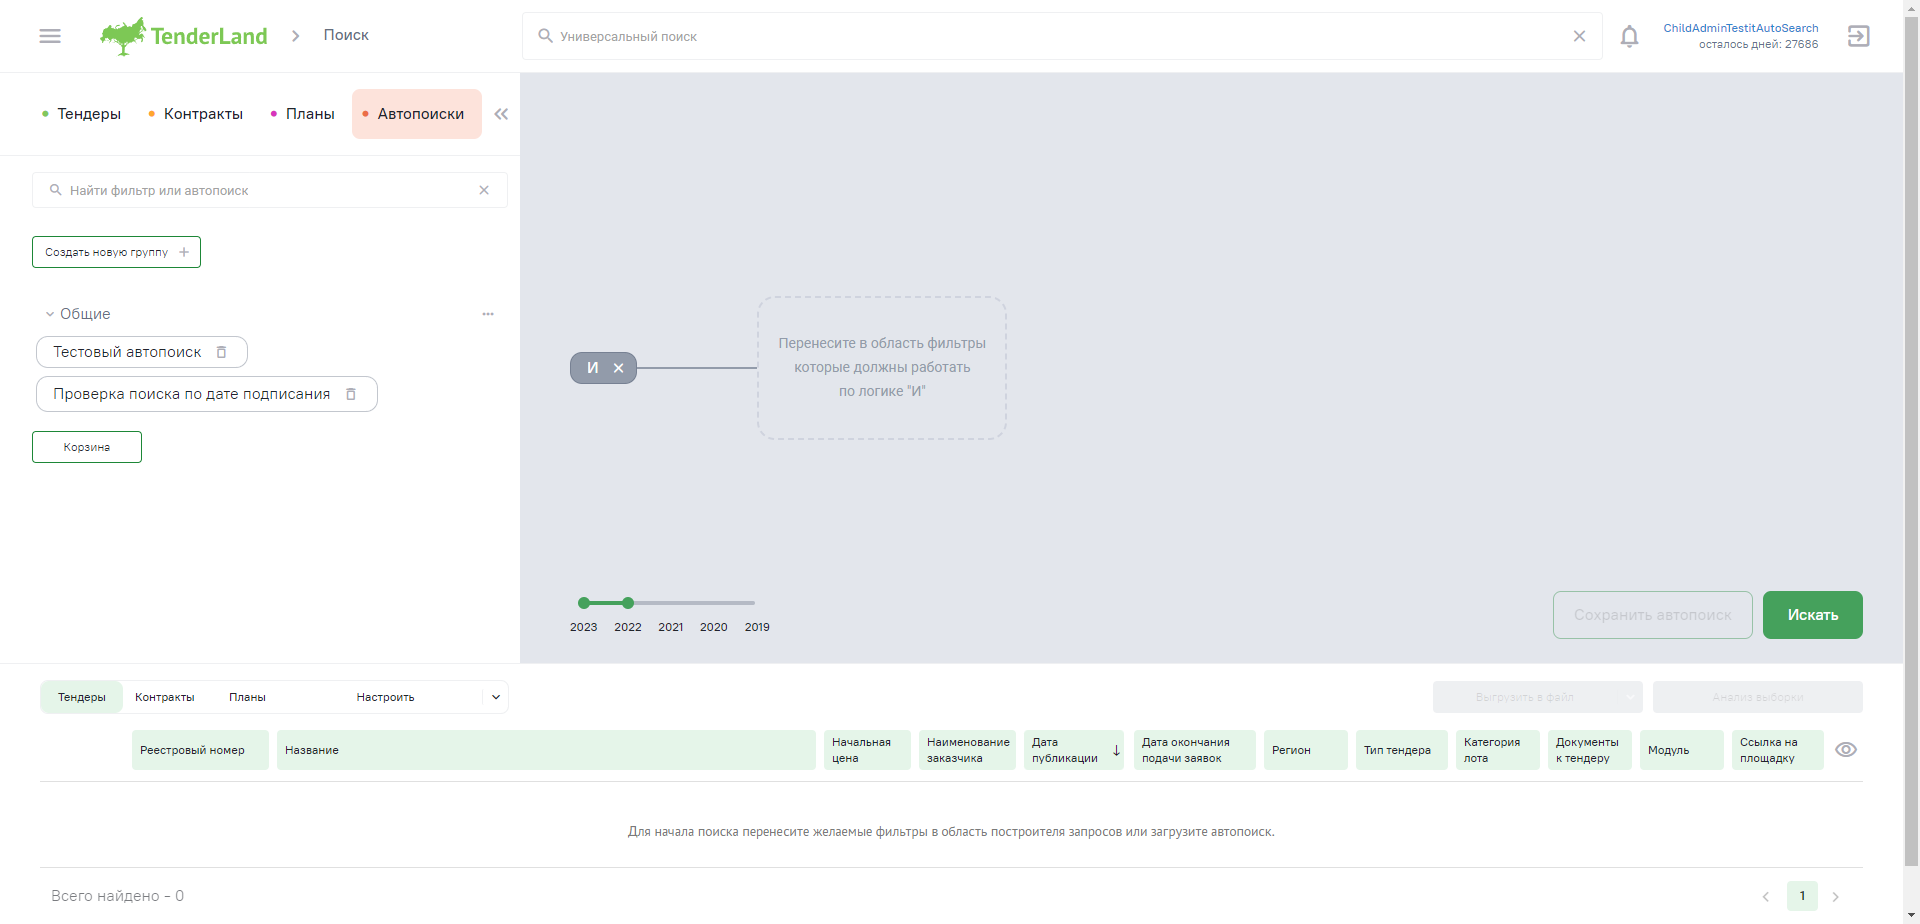 TenderLand
Поиск
Универсальный поиск
ChildAdminTestitAutoSearch
осталось дней: 27686
Тендеры
Контракты
Планы
Автопоиски
Найти фильтр или автопоиск
Создать новую группу
Общие
Тестовый автопоиск
Проверка поиска по дате подписания
Корзина
И
Перенесите в область фильтры
которые должны работать
по логике "И"
2023 2022 2021 2020 2019
Сохранить автопоиск
Искать
Тендеры
Контракты
Планы
Настроить
Выгрузить в файл
Анализ выборки
Реестровый номер
Название
Начальная
цена
Наименование
заказчика
Дата
публикации
Дата окончания
подачи заявок
Регион
Тип тендера
Категория
лота
Документы
к тендеру
Модуль
Ссылка на
площадку
Для начала поиска перенесите желаемые фильтры в область построителя запросов или загрузите автопоиск.
Всего найдено - 0
1